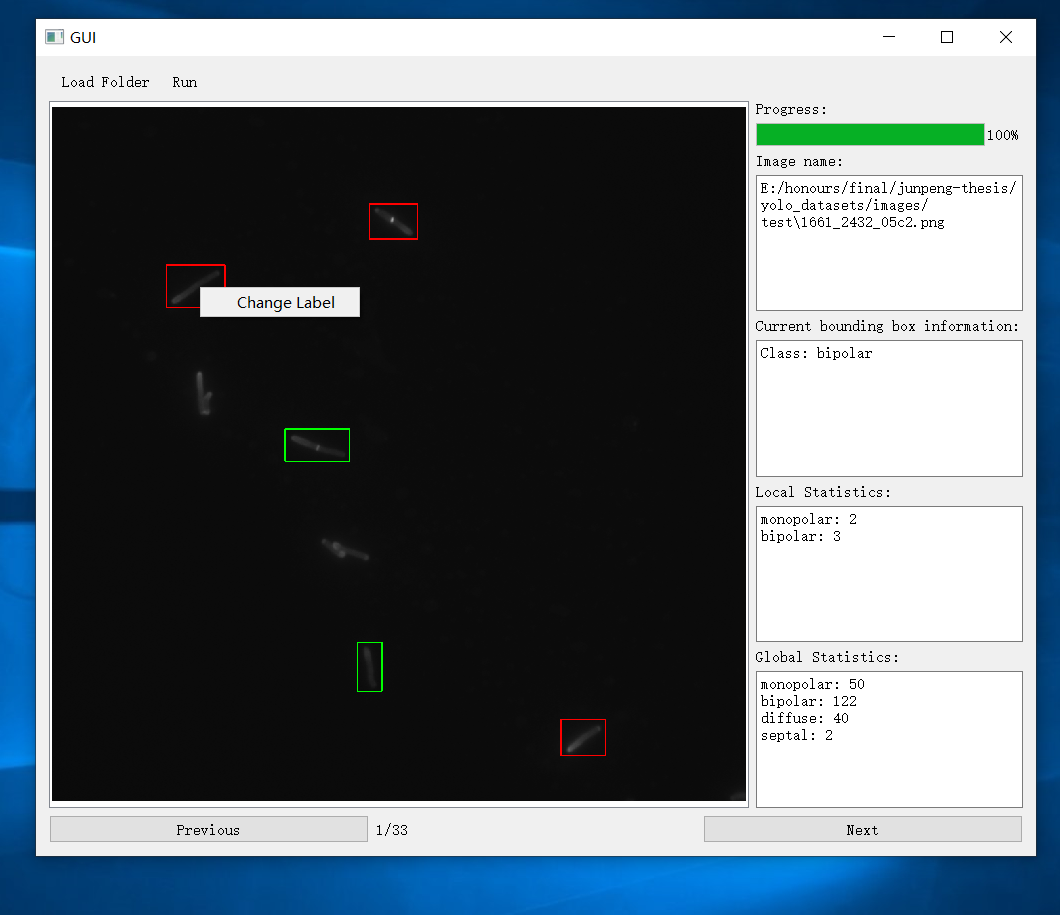 GUI
Load Folder Run
Change Label
Progress:
100%
Image name:
E:/honours/final/junpeng-thesis/
yolo_datasets/images/
test\1661_2432_05c2.png
Current bounding box information:
Class: bipolar
Local Statistics:
monopolar: 2
bipolar: 3
Global Statistics:
monopolar: 50
bipolar: 122
diffuse: 40
septal: 2
Previous 1/33 Next